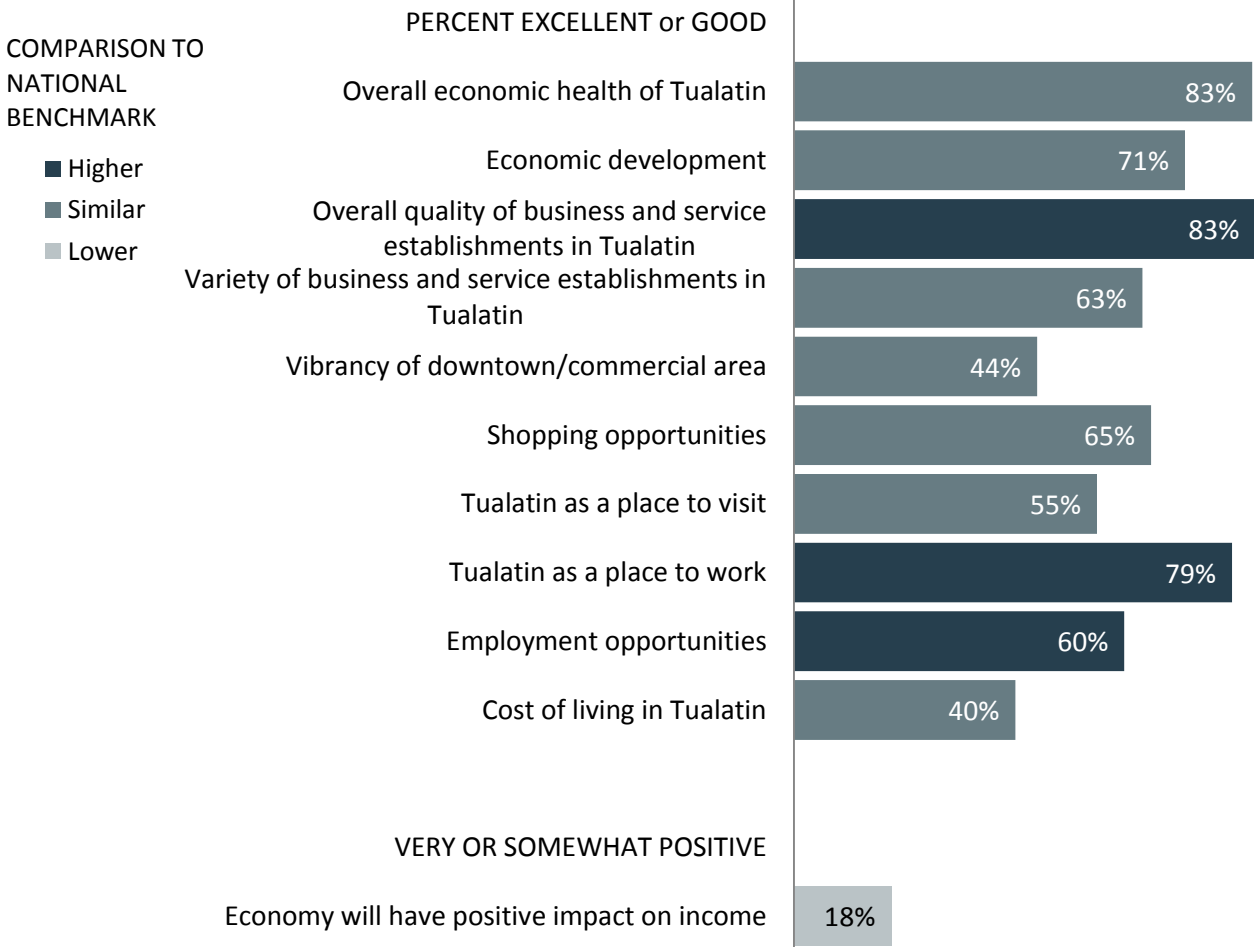 PERCENT EXCELLENT or GOOD
COMPARISON TO
NATIONAL
BENCHMARK
Higher
Similar
Lower
Overall economic health of Tualatin
83%
Economic development
71%
Overall quality of business and service
establishments in Tualatin
83%
Variety of business and service establishments in
Tualatin
63%
Vibrancy of downtown/commercial area
44%
Shopping opportunities
65%
Tualatin as a place to visit
55%
Tualatin as a place to work
79%
Employment opportunities
60%
Cost of living in Tualatin
40%
VERY OR SOMEWHAT POSITIVE
Economy will have positive impact on income
18%